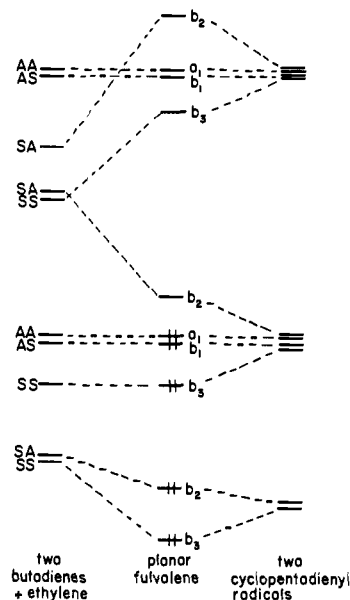 b₂
AA
AS
a₁
b₁
SA
b₃
SA
SS
b₂
AA
AS
a₁
b₁
SS
b₃
SA
SS
b₂
b₃
two
butadienes
+ ethylene
planar
fulvalene
two
cyclopentadienyl
radicals